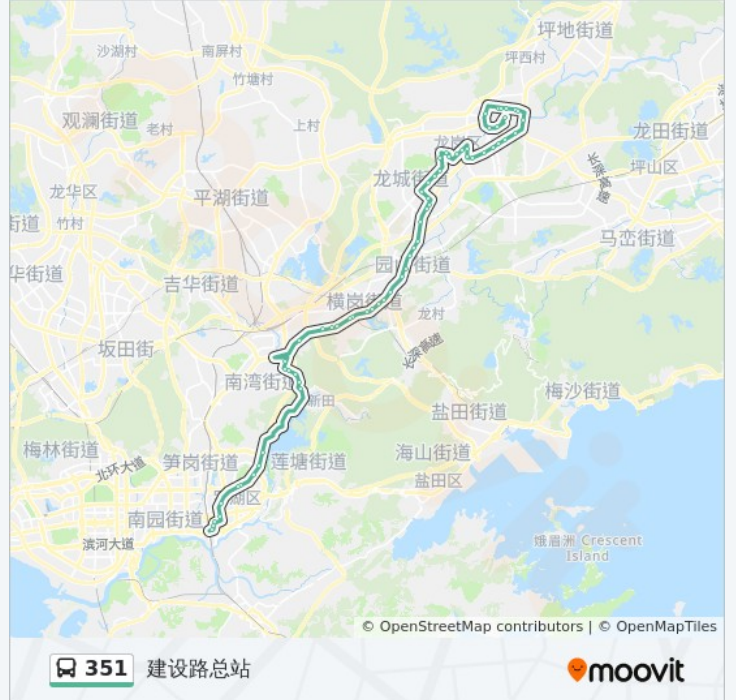 坪地街道
沙湖村
南屏村
坪西村
竹塘村
观澜街道
老村
上村
龙田街道
龙城街道
坪山区
长深高速
龙华区
平湖街道
竹村
街道
马峦街道
华街道
园山街道
吉华街道
横岗街道
龙村
坂田街
长深高速
南湾街道
新田
梅沙街道
盐田街道
梅林街道
北环大道
笋岗街道
莲塘街道
海山街道
盐田区
湖区
南园街道
滨河大道
娥眉洲 Crescent
Island
© OpenStreetMap contributors | © OpenMapTiles
351 建设路总站
moovit